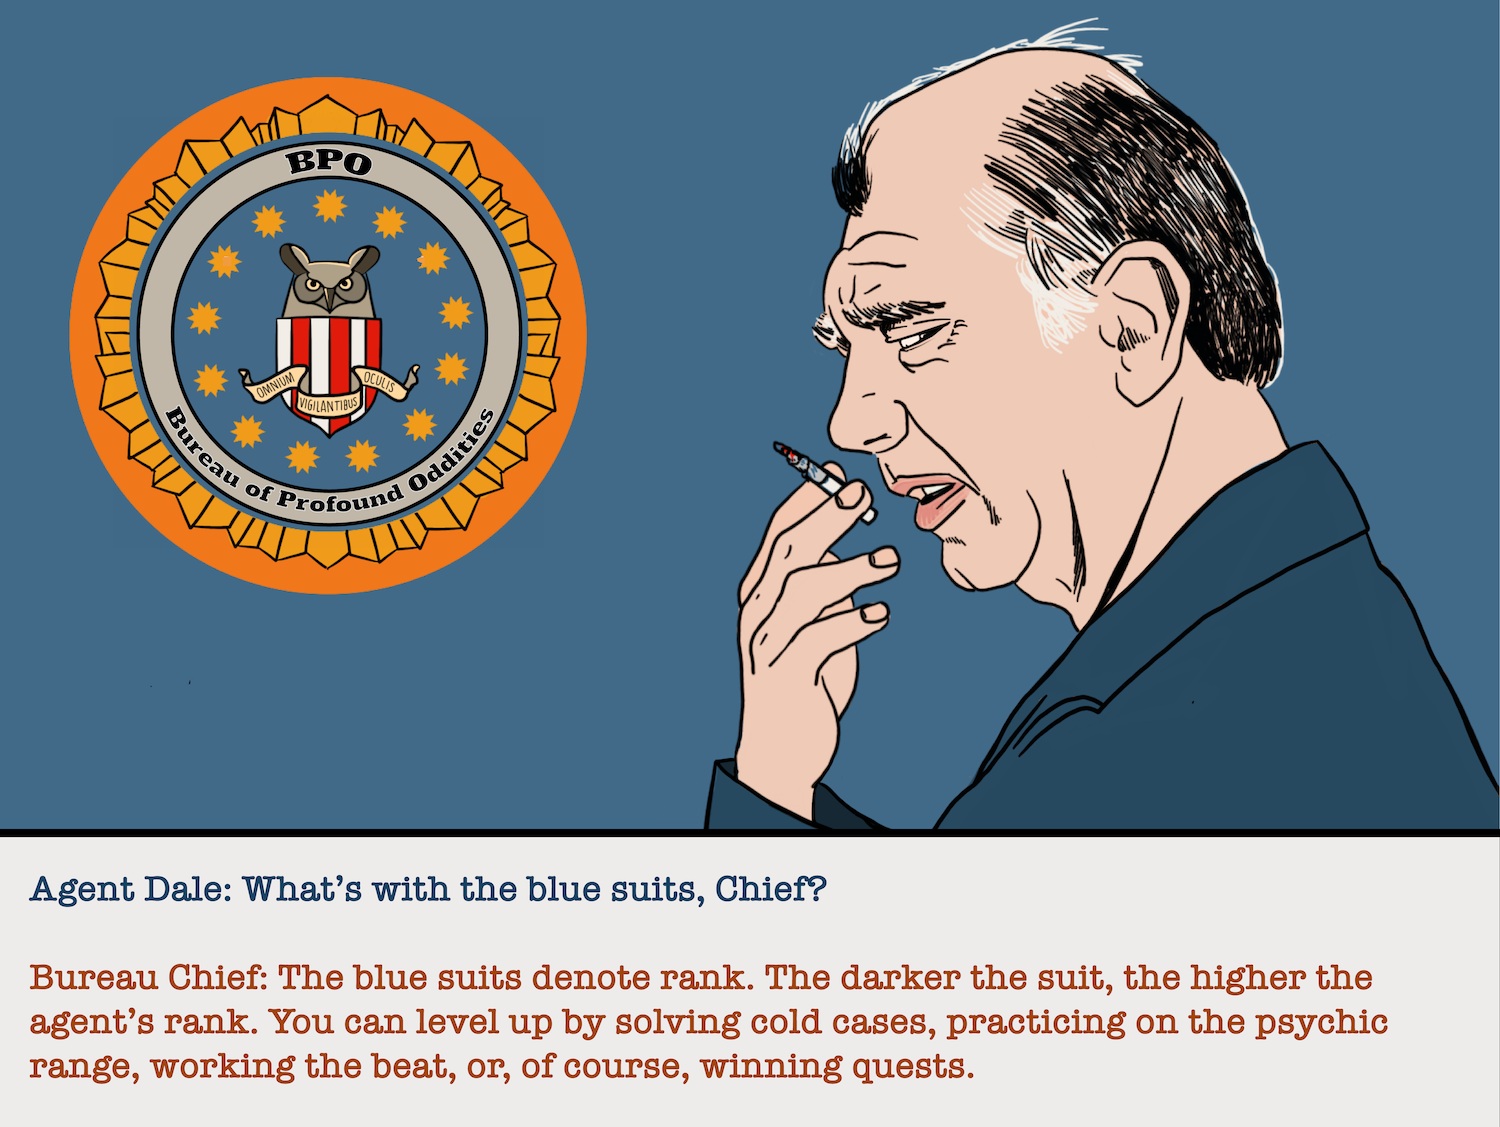 BPO
OMNIUM
VIGILANTIBUS
OCULIS
Bureau of Profound Oddities
Agent Dale: What's with the blue suits, Chief?
Bureau Chief: The blue suits denote rank. The darker the suit, the higher the
agent's rank. You can level up by solving cold cases, practicing on the psychic
range, working the beat, or, of course, winning quests.